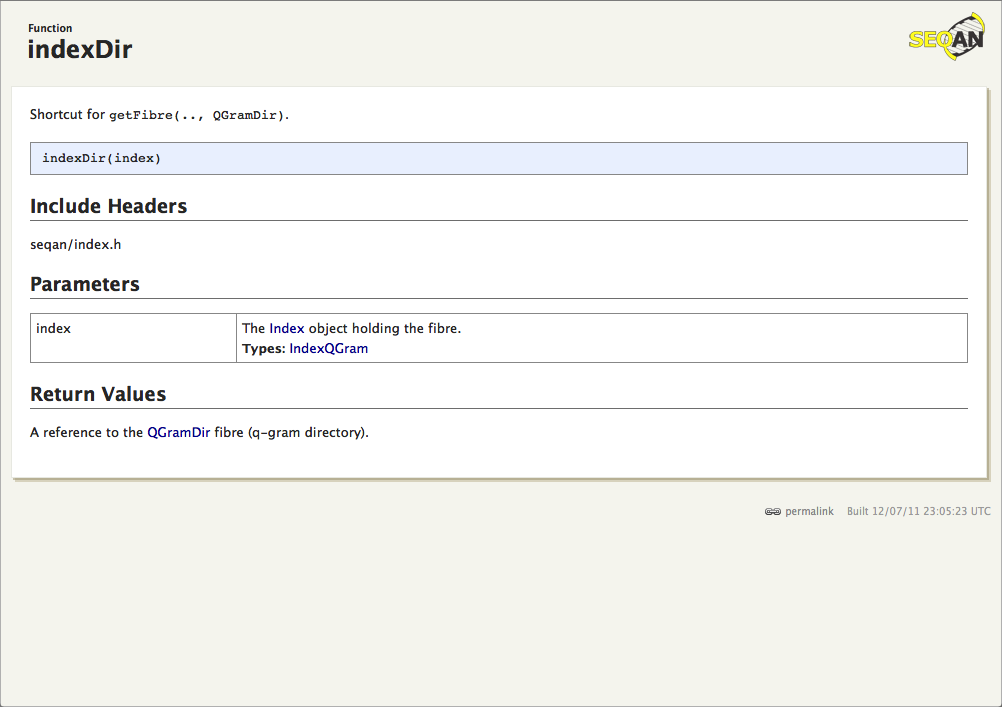 Function
indexDir
SEQAN
Shortcut for getFibre(.., QGramDir).
indexDir(index)
Include Headers
seqan/index.h
Parameters
index
The Index object holding the fibre.
Types: IndexQGram
Return Values
A reference to the QGramDir fibre (q-gram directory).
permalink Built 12/07/11 23:05:23 UTC